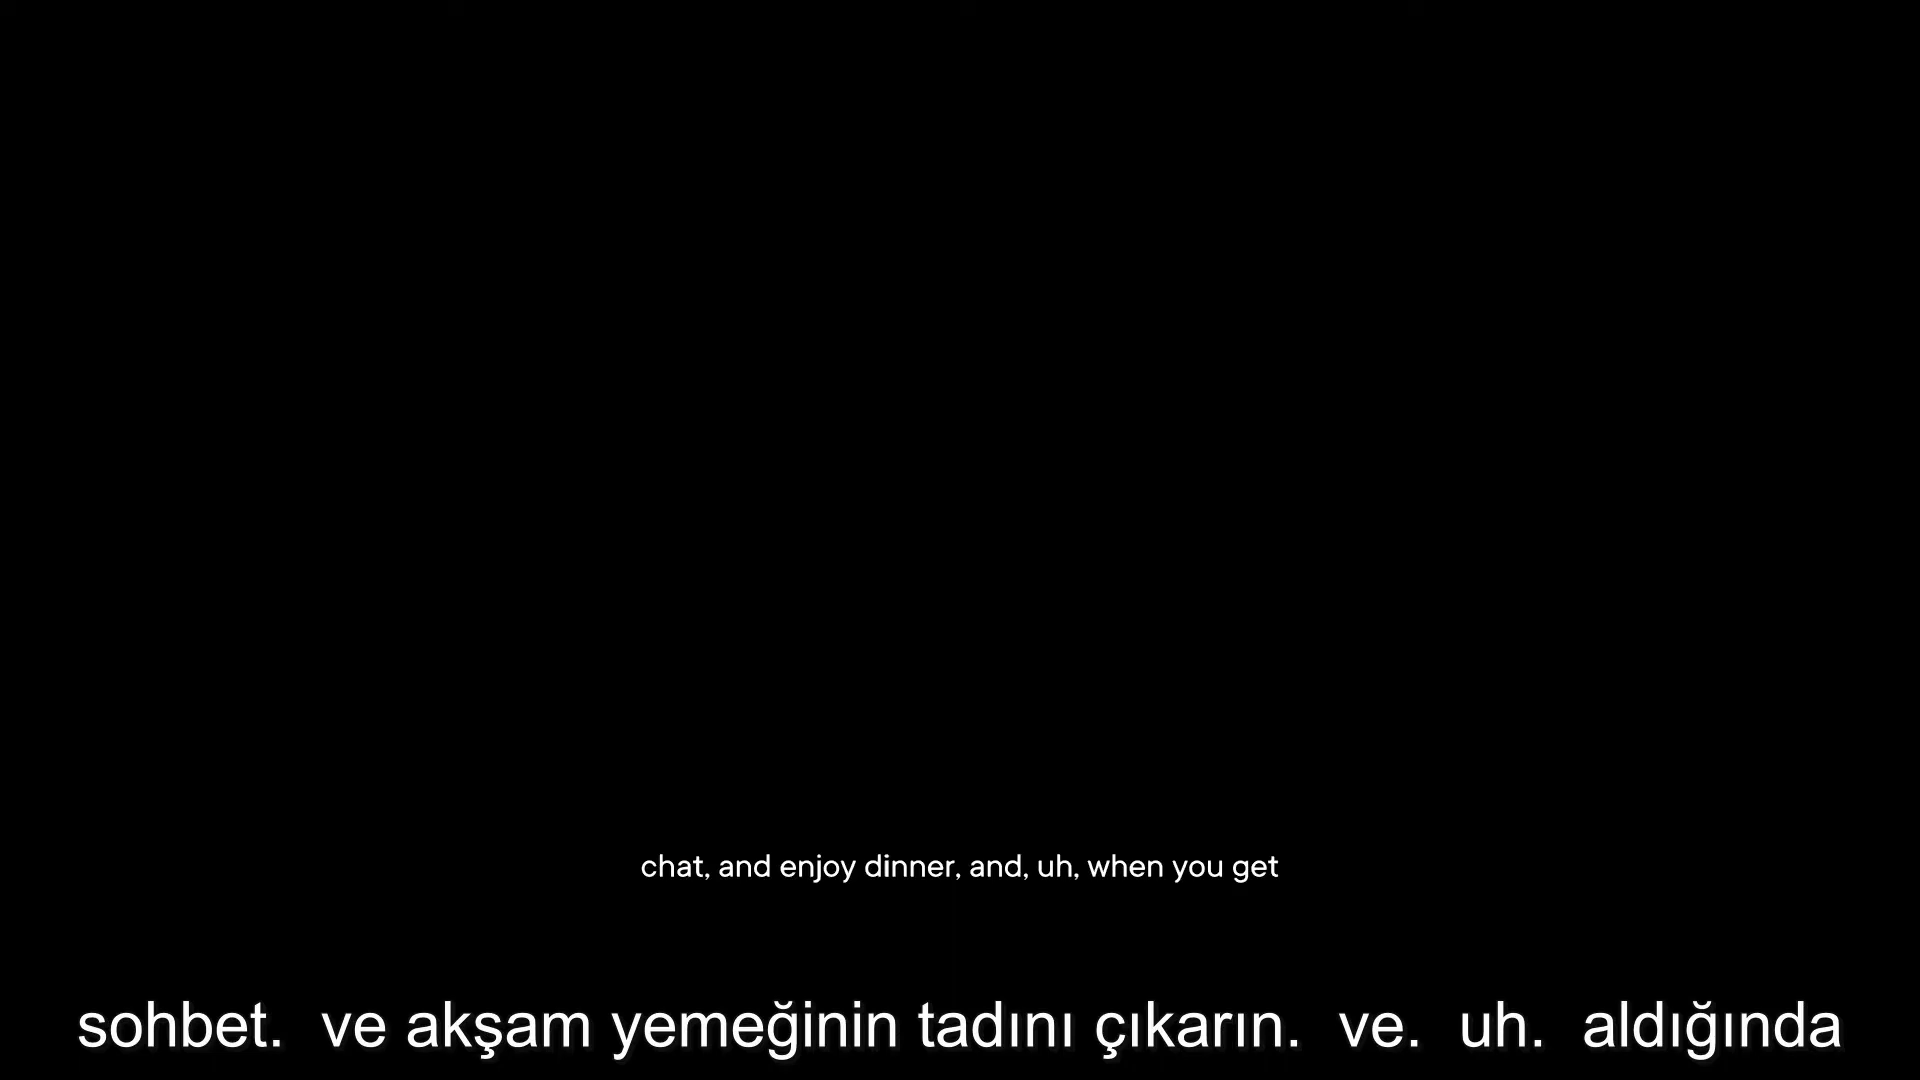 chat, and enjoy dinner, and, uh, when you get
sohbet.  ve akşam yemeğinin tadını çıkarın.  ve.  uh.  aldığında